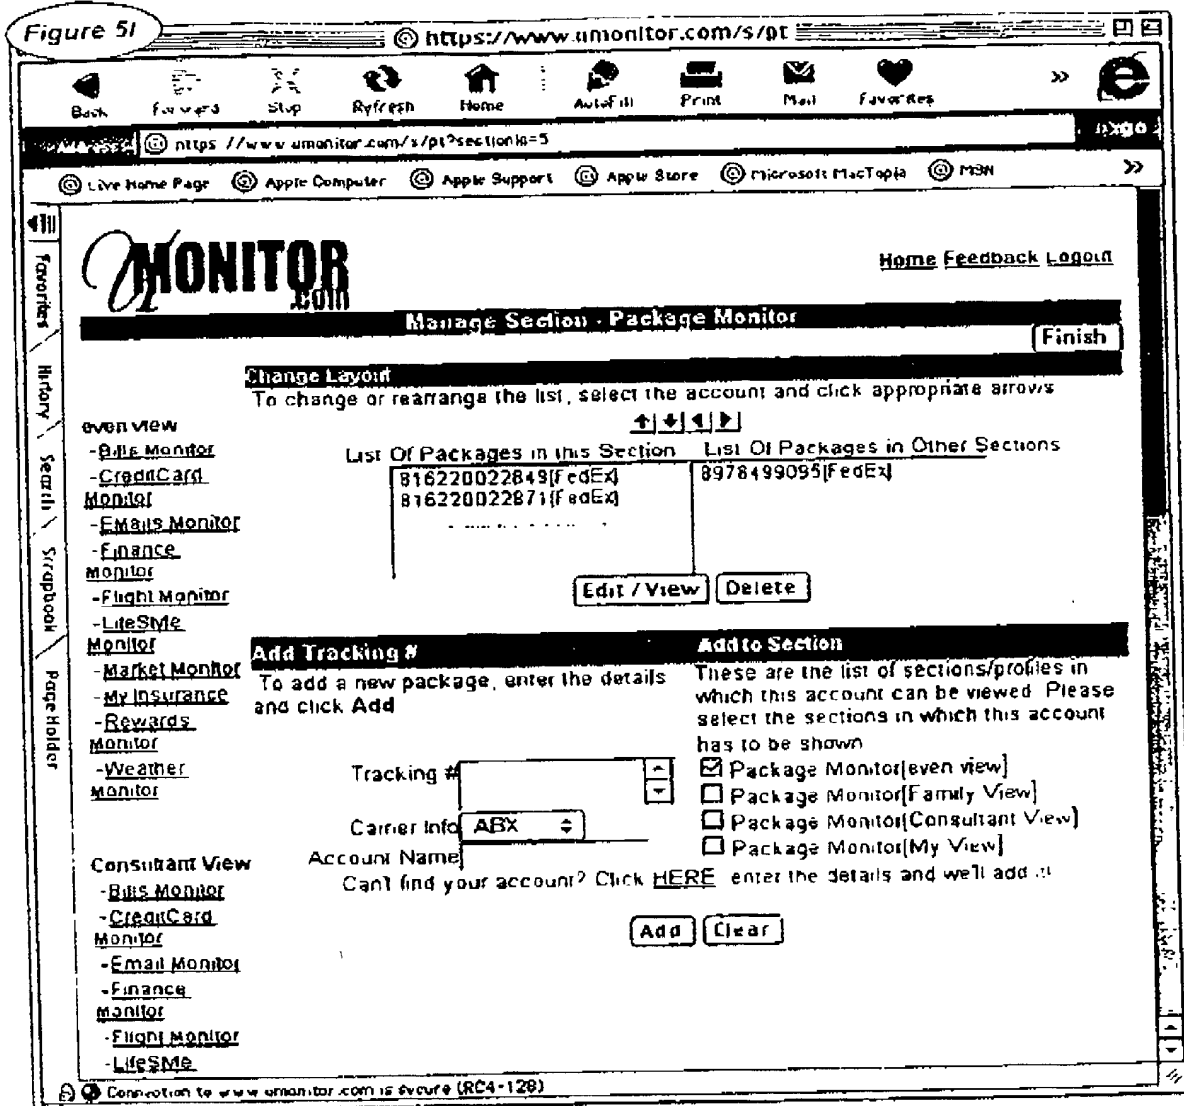 Figure 5I
https://www.umonitor.com/s/pt
Back Forward Stop Refresh Home AutoFill Print Mail Favorites »
Address https://www.umonitor.com/s/pt?sectionId=5 go
Live Home Page Apple Computer Apple Support Apple Store Microsoft MacTopia MSN »
Favorites
History
Search
Scrapbook
Page Holder
UMONITOR.com
Home Feedback Logout
Manage Section - Package Monitor
Finish
Change Layout
To change or rearrange the list, select the account and click appropriate arrows
List Of Packages in this Section List Of Packages in Other Sections
816220022849[FedEx] 8978499095[FedEx]
816220022871[FedEx]
Edit / View Delete
even view
-Bills Monitor
-CreditCard
Monitor
-EMails Monitor
-Finance
Monitor
-Flight Monitor
-LifeStyle
Monitor
-Market Monitor
-My Insurance
-Rewards
Monitor
-Weather
Monitor
Consultant View
-Bills Monitor
-CreditCard
Monitor
-Email Monitor
-Finance
Monitor
-Flight Monitor
-LifeStyle
Add Tracking #
To add a new package, enter the details
and click Add
Tracking #
Carrier Info ABX
Account Name
Add to Section
These are the list of sections/profiles in
which this account can be viewed. Please
select the sections in which this account
has to be shown
Package Monitor[even view]
Package Monitor[Family View]
Package Monitor[Consultant View]
Package Monitor[My View]
Can't find your account? Click HERE enter the details and we'll add it!
Add Clear
Connection to www.umonitor.com is secure (RC4-128)